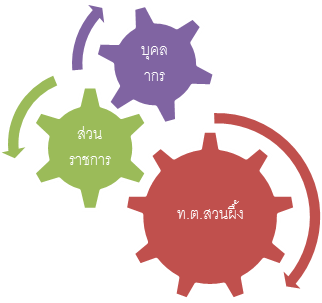 บุคล
ากร
ส่วน
ราชการ
ท.ต.สวนผึ้ง